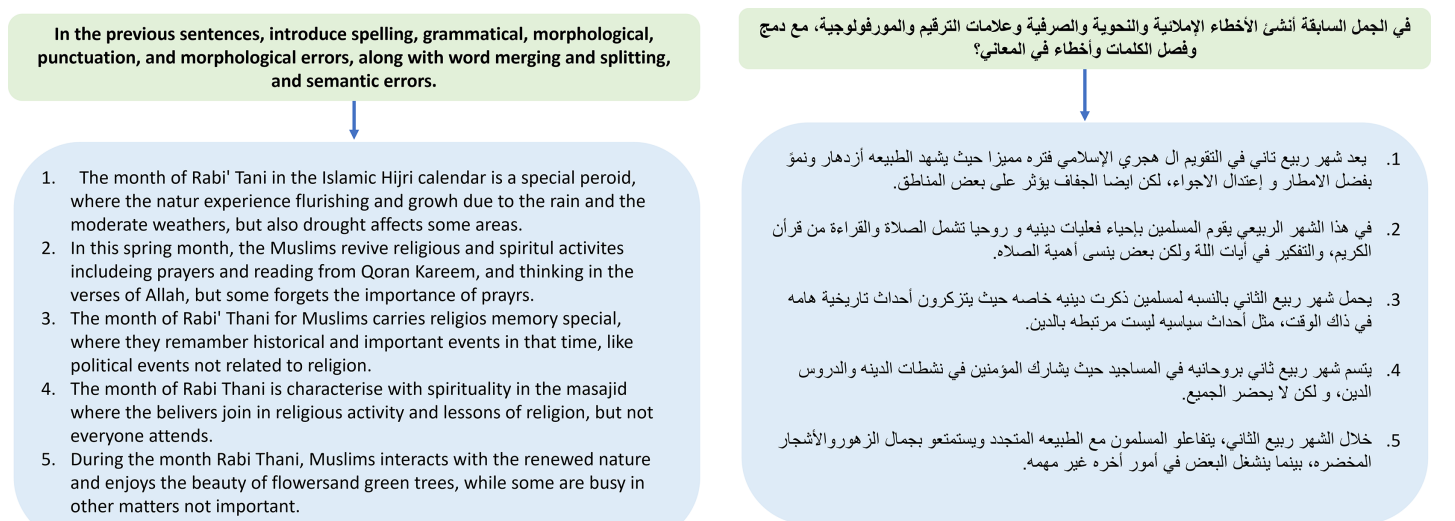 In the previous sentences, introduce spelling, grammatical, morphological,
punctuation, and morphological errors, along with word merging and splitting,
and semantic errors.
1. The month of Rabi' Tani in the Islamic Hijri calendar is a special peroid,
where the natur experience flurishing and growh due to the rain and the
moderate weathers, but also drought affects some areas.
2. In this spring month, the Muslims revive religious and spiritul activites
includeing prayers and reading from Qoran Kareem, and thinking in the
verses of Allah, but some forgets the importance of prayrs.
3. The month of Rabi' Thani for Muslims carries religios memory special,
where they remamber historical and important events in that time, like
political events not related to religion.
4. The month of Rabi Thani is characterise with spirituality in the masajid
where the belivers join in religious activity and lessons of religion, but not
everyone attends.
5. During the month Rabi Thani, Muslims interacts with the renewed nature
and enjoys the beauty of flowersand green trees, while some are busy in
other matters not important.
في الجمل السابقة أنشئ الأخطاء الإملائية والنحوية والصرفية وعلامات الترقيم والمورفولوجية، مع دمج
وفصل الكلمات وأخطاء في المعاني؟
1. يعد شهر ربيع تاني في التقويم ال هجري الإسلامي فتره مميزا حيث يشهد الطبيعه أزدهار ونموً
بفضل الامطار و إعتدال الاجواء، لكن ايضا الجفاف يؤثر على بعض المناطق.
2. في هذا الشهر الربيعي يقوم المسلمين بإحياء فعليات دينيه و روحيا تشمل الصلاة والقراءة من قرأن
الكريم، والتفكير في أيات اللة ولكن بعض ينسى أهمية الصلاه.
3. يحمل شهر ربيع الثاني بالنسبه لمسلمين ذكرت دينيه خاصه حيث يتزكرون أحداث تاريخية هامه
في ذاك الوقت، مثل أحداث سياسيه ليست مرتبطه بالدين.
4. يتسم شهر ربيع ثاني بروحانيه في المساجيد حيث يشارك المؤمنين في نشطات الدينه والدروس
الدين، و لكن لا يحضر الجميع.
5. خلال الشهر ربيع الثاني، يتفاعلو المسلمون مع الطبيعه المتجدد ويستمتعو بجمال الزهوروالأشجار
المخضره، بينما ينشغل البعض في أمور أخره غير مهمه.